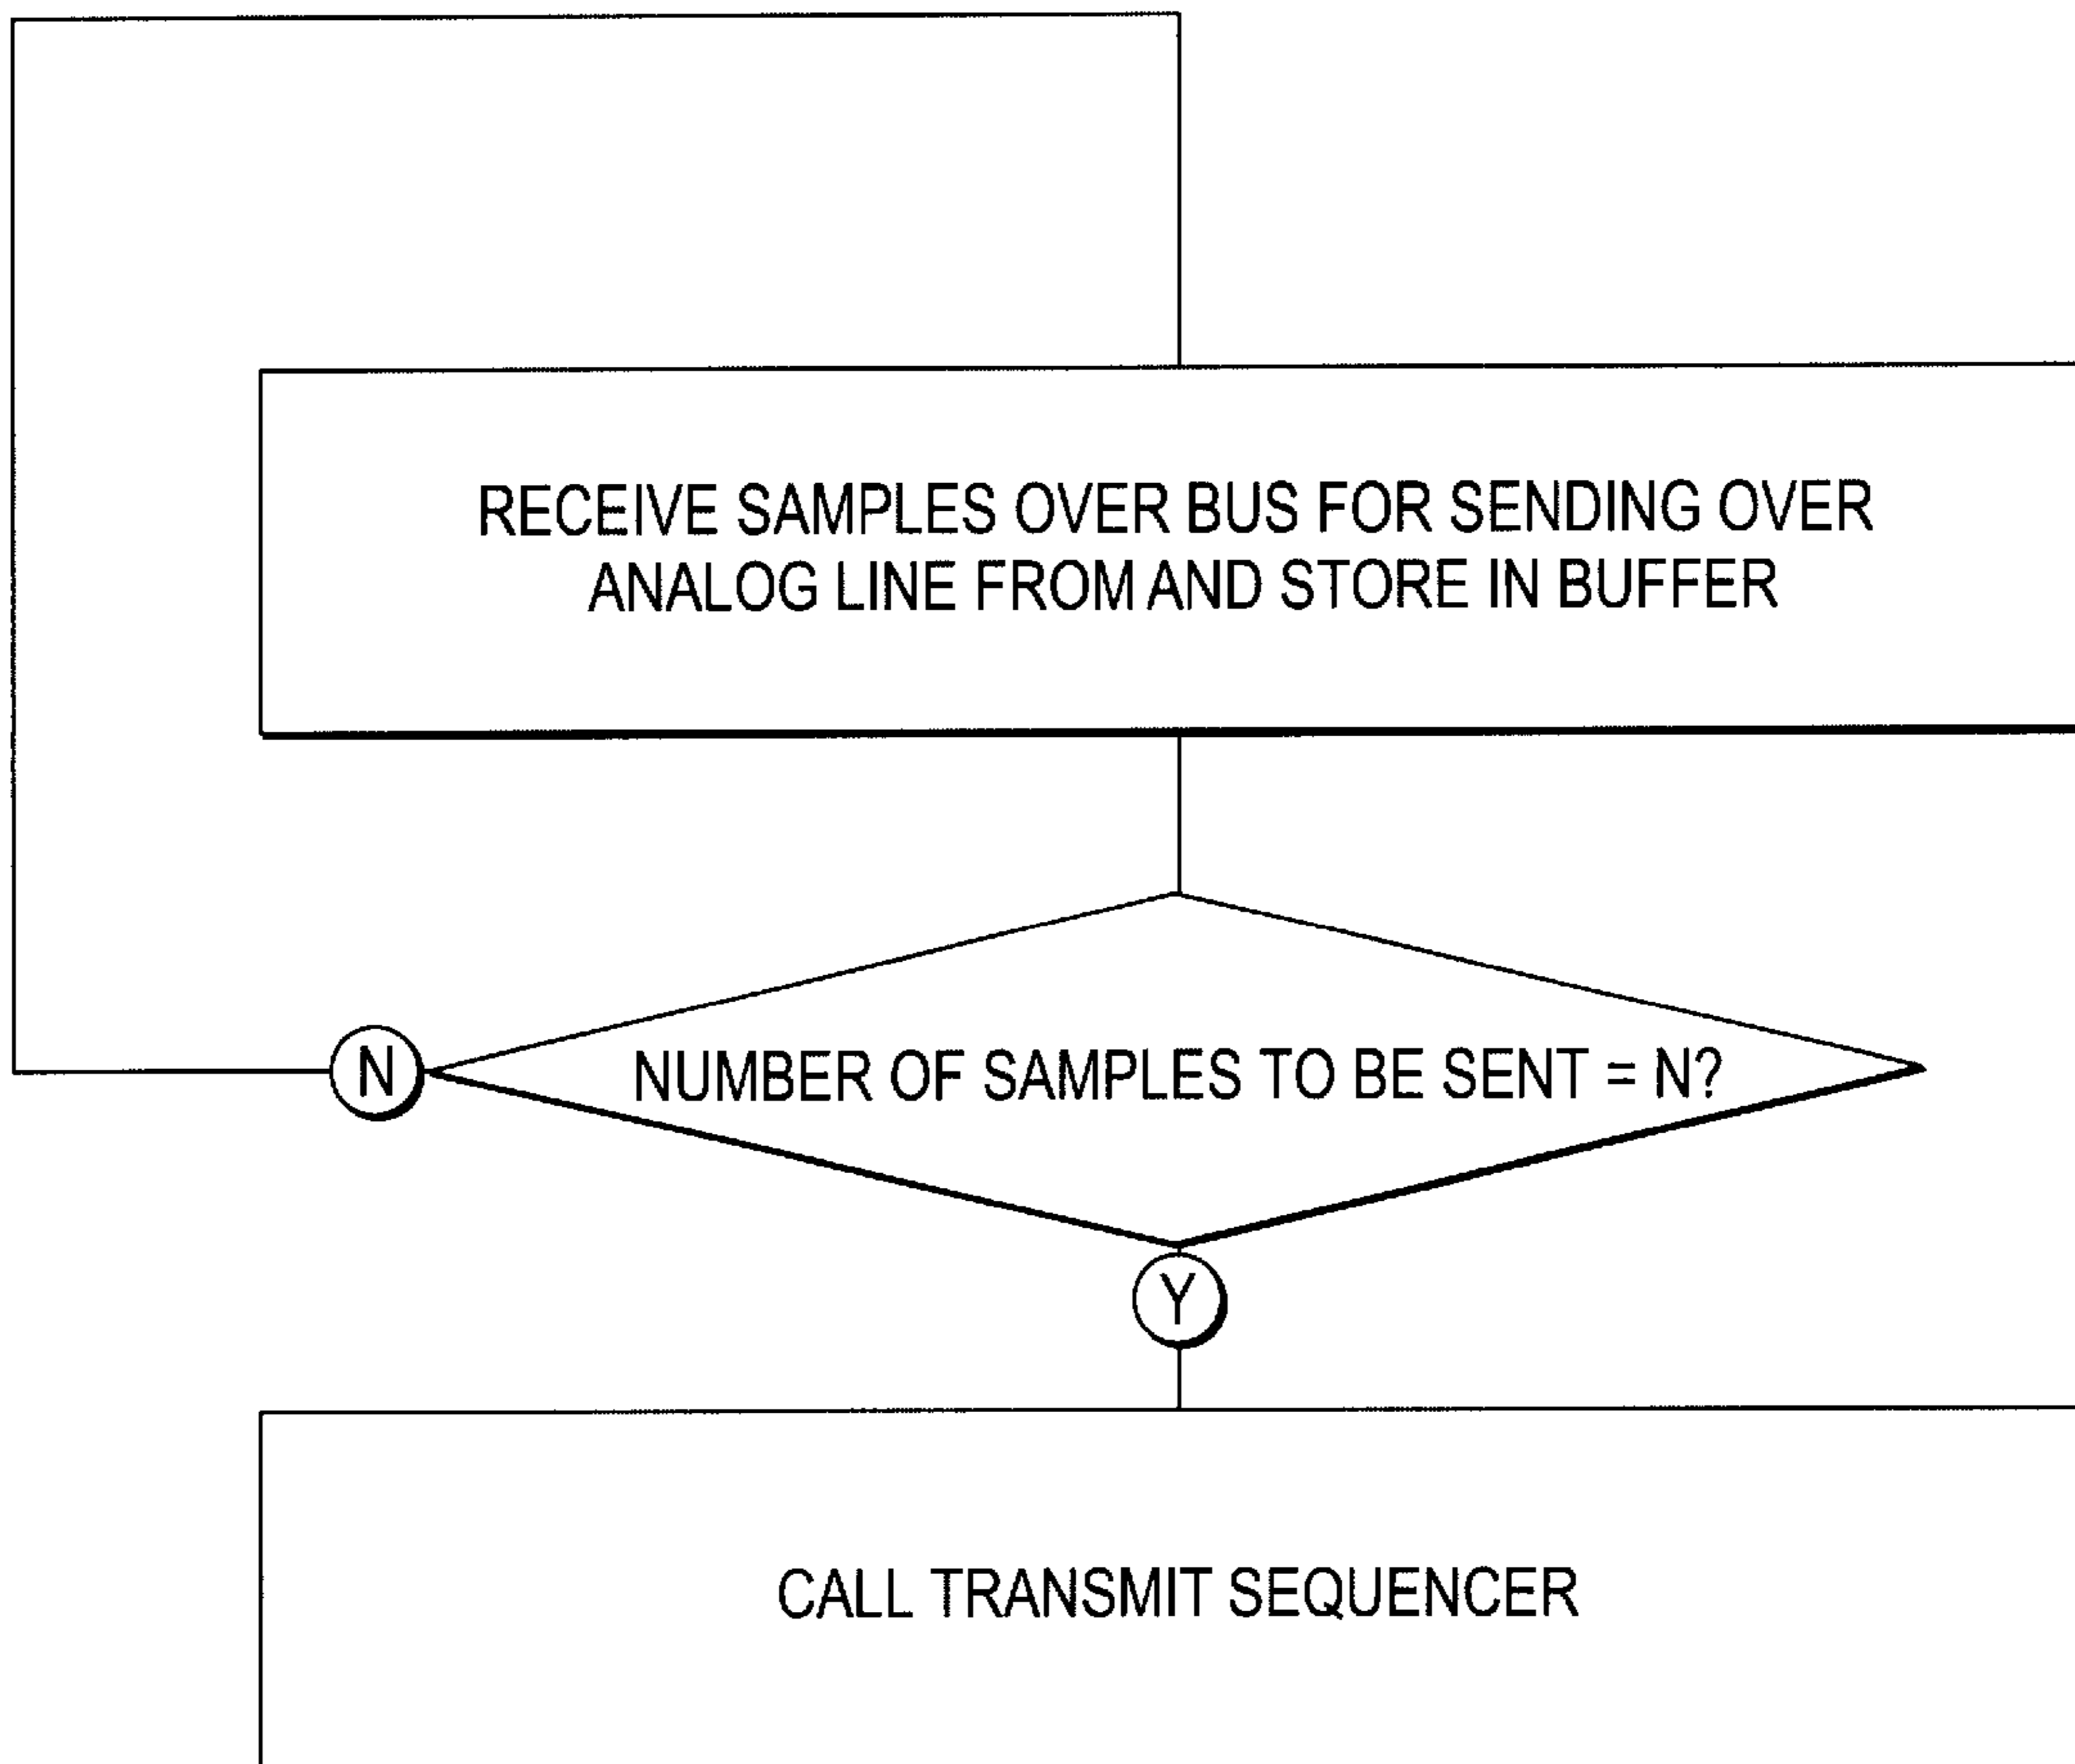 RECEIVE SAMPLES OVER BUS FOR SENDING OVER
ANALOG LINE FROM AND STORE IN BUFFER
N
NUMBER OF SAMPLES TO BE SENT = N?
Y
CALL TRANSMIT SEQUENCER